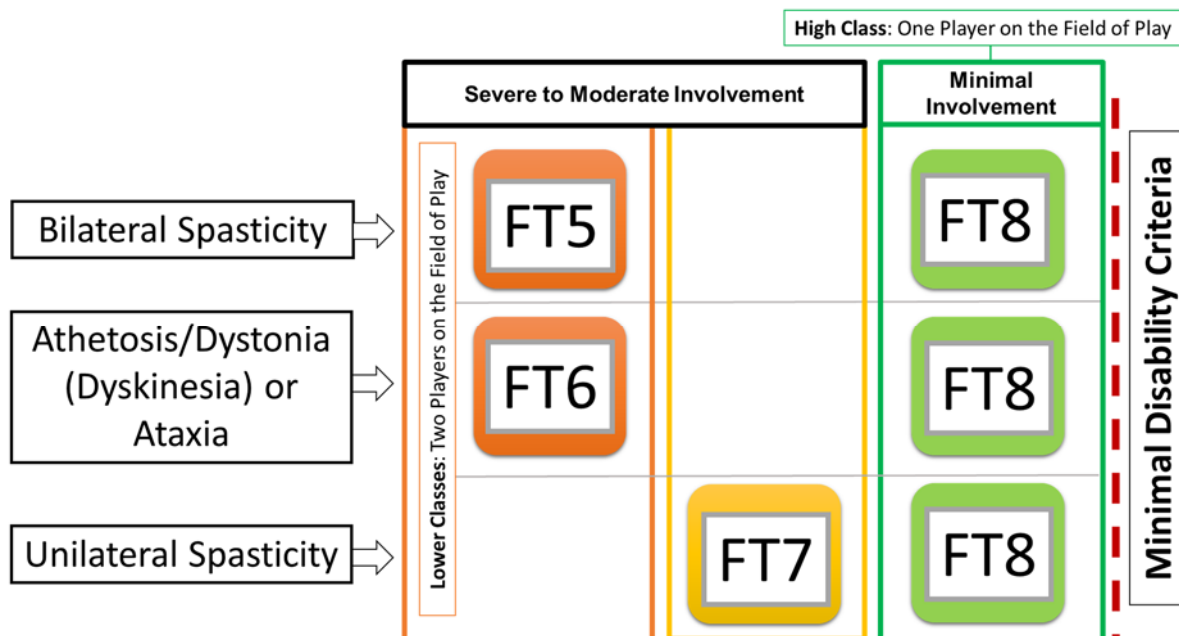 High Class: One Player on the Field of Play
Severe to Moderate Involvement
Minimal
Involvement
Lower Classes: Two Players on the Field of Play
Minimal Disability Criteria
Bilateral Spasticity
FT5
FT8
Athetosis/Dystonia
(Dyskinesia) or
Ataxia
FT6
FT8
Unilateral Spasticity
FT7
FT8